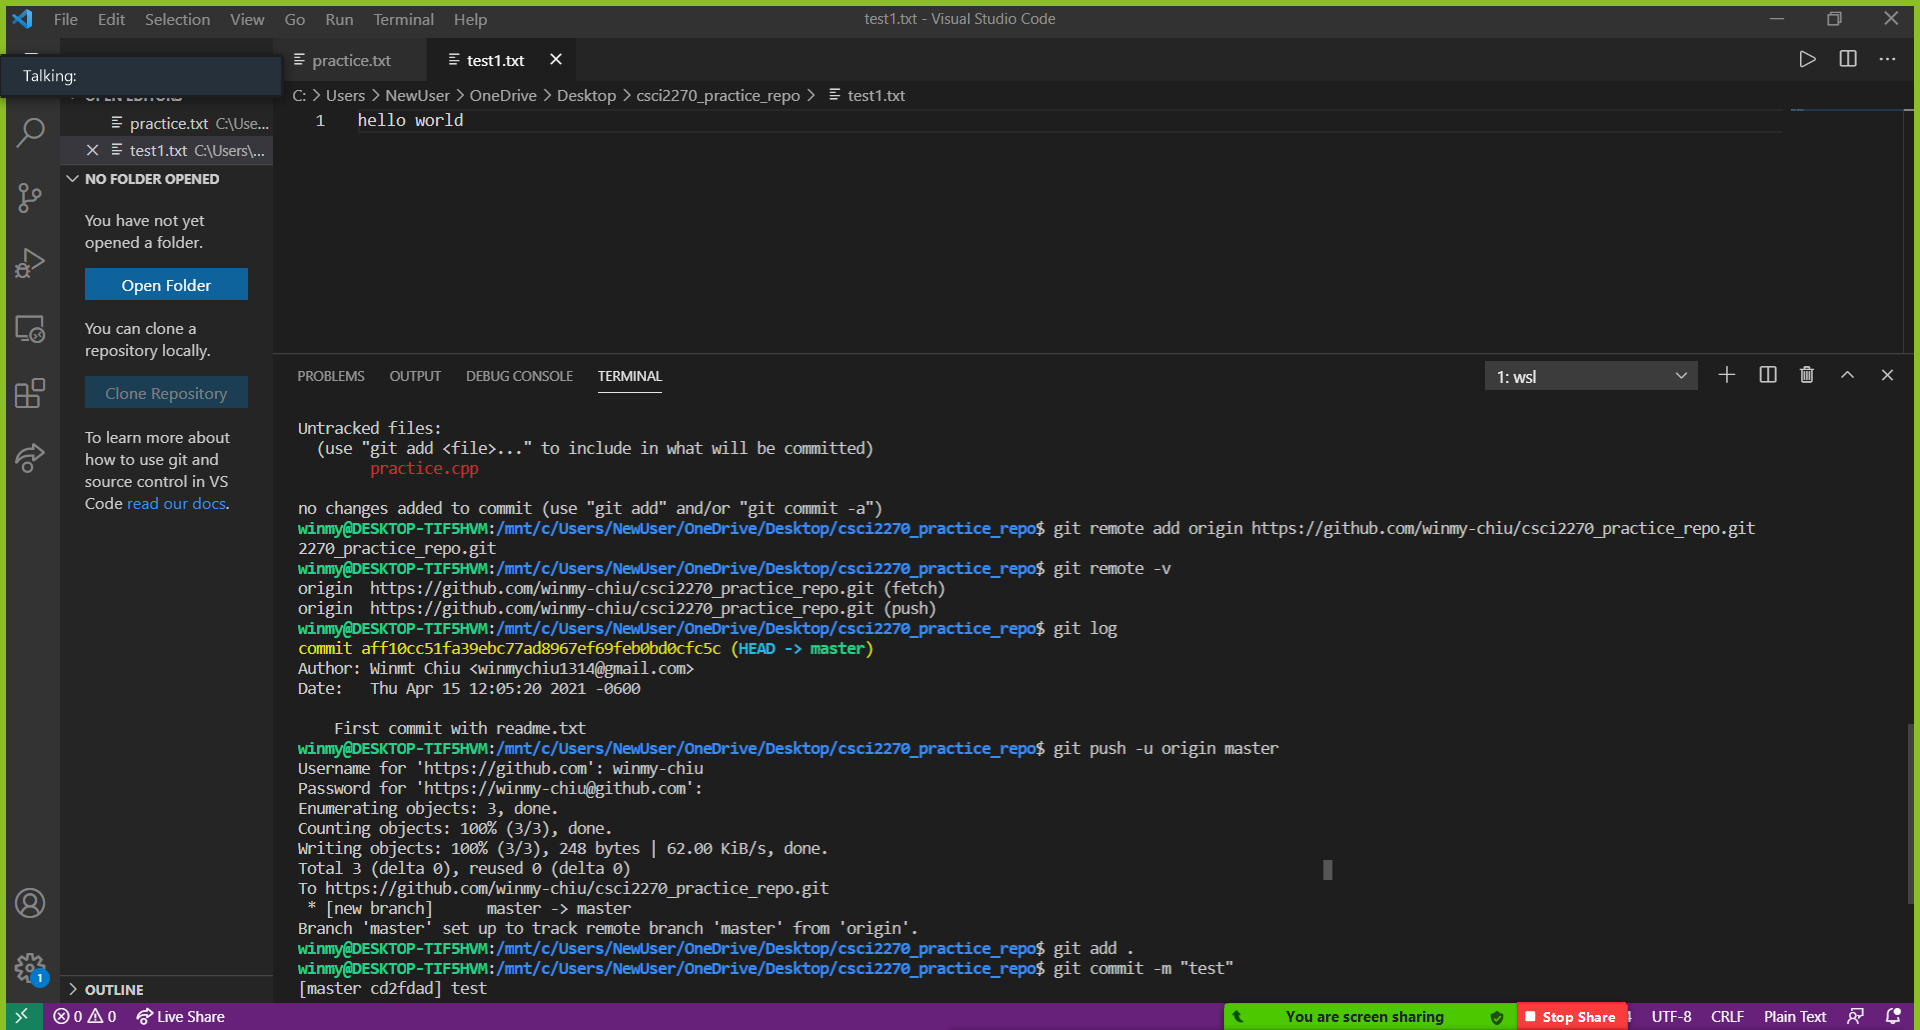 File Edit Selection View Go Run Terminal Help
test1.txt - Visual Studio Code
Talking:
practice.txt
test1.txt
C: > Users > NewUser > OneDrive > Desktop > csci2270_practice_repo > test1.txt
OPEN EDITORS
practice.txt C:\Use...
test1.txt C:\Users\...
NO FOLDER OPENED
You have not yet
opened a folder.
Open Folder
You can clone a
repository locally.
Clone Repository
To learn more about
how to use git and
source control in VS
Code read our docs.
OUTLINE
1 hello world
PROBLEMS OUTPUT DEBUG CONSOLE TERMINAL
1: wsl
Untracked files:
(use "git add <file>..." to include in what will be committed)
practice.cpp
no changes added to commit (use "git add" and/or "git commit -a")
winmy@DESKTOP-TIF5HVM:/mnt/c/Users/NewUser/OneDrive/Desktop/csci2270_practice_repo$ git remote add origin https://github.com/winmy-chiu/csci2270_practice_repo.git
2270_practice_repo.git
winmy@DESKTOP-TIF5HVM:/mnt/c/Users/NewUser/OneDrive/Desktop/csci2270_practice_repo$ git remote -v
origin https://github.com/winmy-chiu/csci2270_practice_repo.git (fetch)
origin https://github.com/winmy-chiu/csci2270_practice_repo.git (push)
winmy@DESKTOP-TIF5HVM:/mnt/c/Users/NewUser/OneDrive/Desktop/csci2270_practice_repo$ git log
commit aff10cc51fa39ebc77ad8967ef69feb0bd0cfc5c (HEAD -> master)
Author: Winmt Chiu <winmychiu1314@gmail.com>
Date: Thu Apr 15 12:05:20 2021 -0600
First commit with readme.txt
winmy@DESKTOP-TIF5HVM:/mnt/c/Users/NewUser/OneDrive/Desktop/csci2270_practice_repo$ git push -u origin master
Username for 'https://github.com': winmy-chiu
Password for 'https://winmy-chiu@github.com':
Enumerating objects: 3, done.
Counting objects: 100% (3/3), done.
Writing objects: 100% (3/3), 248 bytes | 62.00 KiB/s, done.
Total 3 (delta 0), reused 0 (delta 0)
To https://github.com/winmy-chiu/csci2270_practice_repo.git
* [new branch] master -> master
Branch 'master' set up to track remote branch 'master' from 'origin'.
winmy@DESKTOP-TIF5HVM:/mnt/c/Users/NewUser/OneDrive/Desktop/csci2270_practice_repo$ git add .
winmy@DESKTOP-TIF5HVM:/mnt/c/Users/NewUser/OneDrive/Desktop/csci2270_practice_repo$ git commit -m "test"
[master cd2fdad] test
1
0 0 Live Share
You are screen sharing
Stop Share
UTF-8 CRLF Plain Text